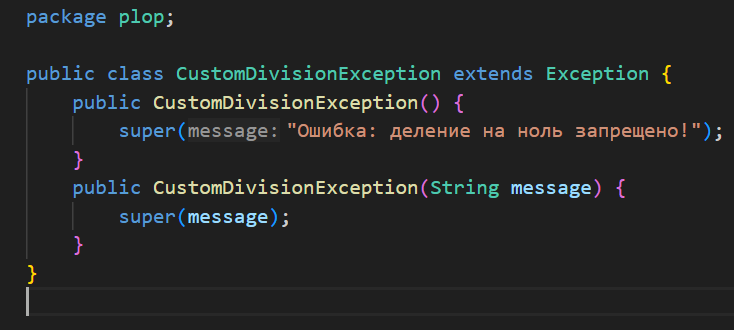 package plop;
public class CustomDivisionException extends Exception {
public CustomDivisionException() {
super(message: "Ошибка: деление на ноль запрещено!");
}
public CustomDivisionException(String message) {
super(message);
}
}